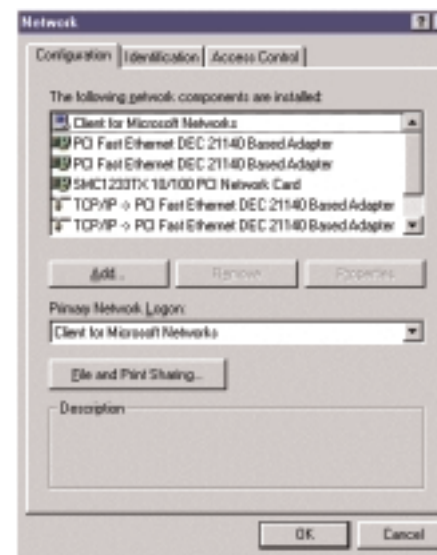 Network
Configuration Identification Access Control
The following network components are installed:
Client for Microsoft Networks
PCI Fast Ethernet DEC 21140 Based Adapter
PCI Fast Ethernet DEC 21140 Based Adapter
SMC1233TX 10/100 PCI Network Card
TCP/IP -> PCI Fast Ethernet DEC 21140 Based Adapter
TCP/IP -> PCI Fast Ethernet DEC 21140 Based Adapter
Add... Remove Properties
Primary Network Logon:
Client for Microsoft Networks
File and Print Sharing...
Description
OK Cancel